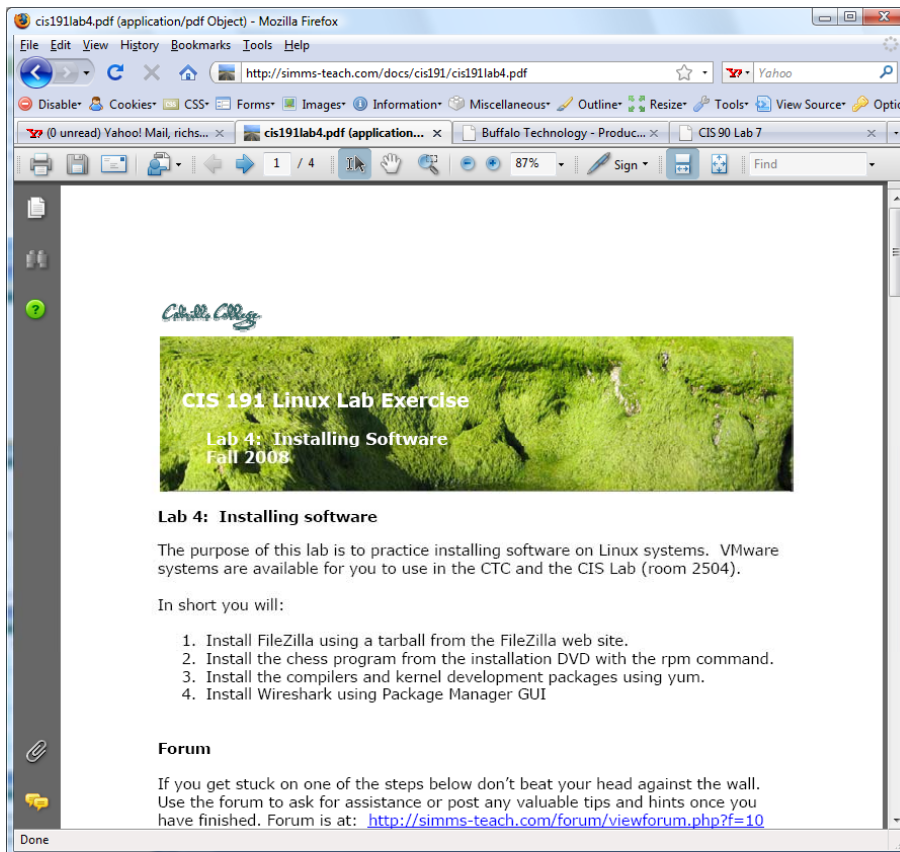 cis191lab4.pdf (application/pdf Object) - Mozilla Firefox
File Edit View History Bookmarks Tools Help
http://simms-teach.com/docs/cis191/cis191lab4.pdf Yahoo
Disable Cookies CSS Forms Images Information Miscellaneous Outline Resize Tools View Source Optio
(0 unread) Yahoo! Mail, richs... cis191lab4.pdf (application... Buffalo Technology - Produc... CIS 90 Lab 7
1 / 4 87% Sign Find
Cabrillo College
CIS 191 Linux Lab Exercise
Lab 4: Installing Software
Fall 2008
Lab 4: Installing software
The purpose of this lab is to practice installing software on Linux systems. VMware
systems are available for you to use in the CTC and the CIS Lab (room 2504).
In short you will:
1. Install FileZilla using a tarball from the FileZilla web site.
2. Install the chess program from the installation DVD with the rpm command.
3. Install the compilers and kernel development packages using yum.
4. Install Wireshark using Package Manager GUI
Forum
If you get stuck on one of the steps below don't beat your head against the wall.
Use the forum to ask for assistance or post any valuable tips and hints once you
have finished. Forum is at: http://simms-teach.com/forum/viewforum.php?f=10
Done